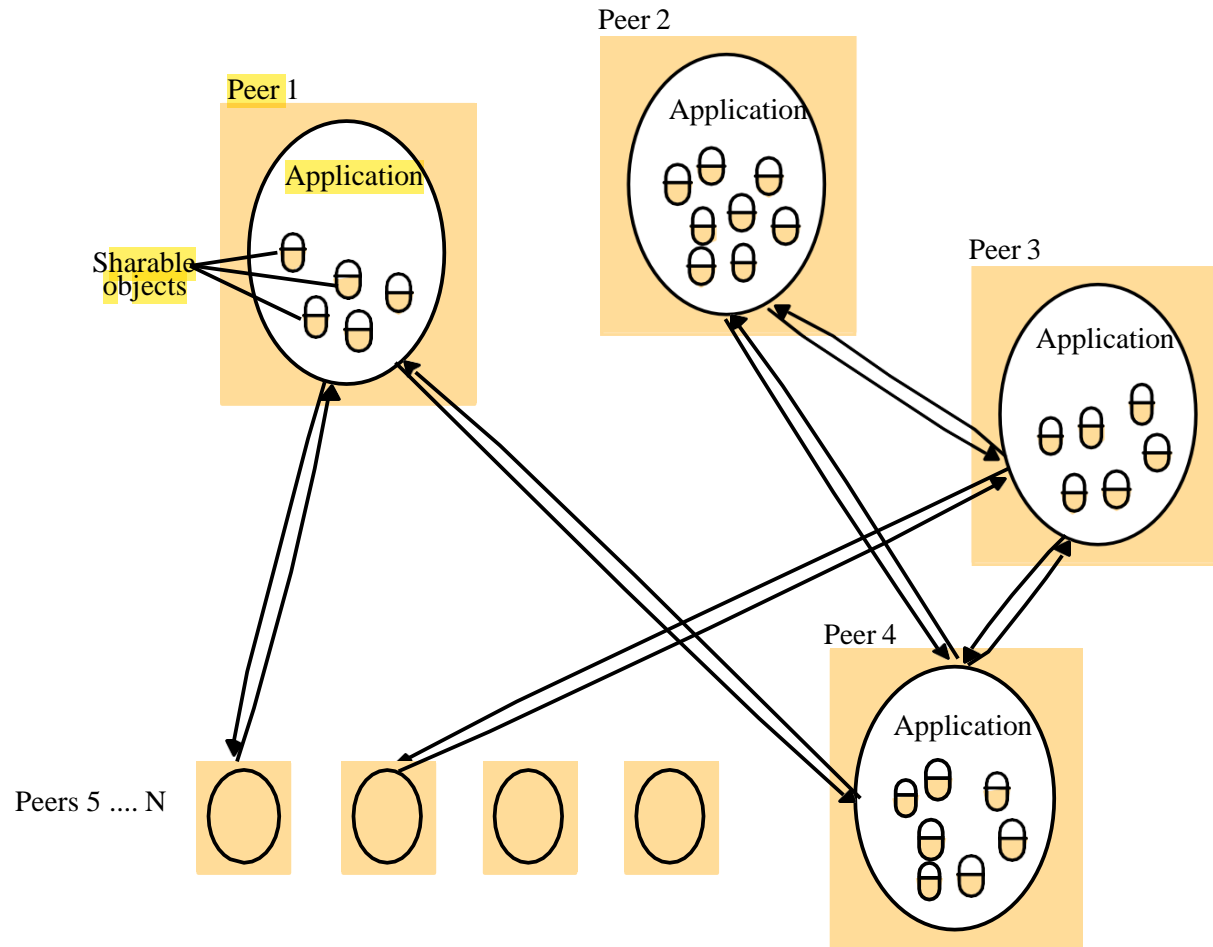 Peer 2
Peer 1
Application
Application
Sharable
objects
Peer 3
Application
Peer 4
Application
Peers 5 .... N